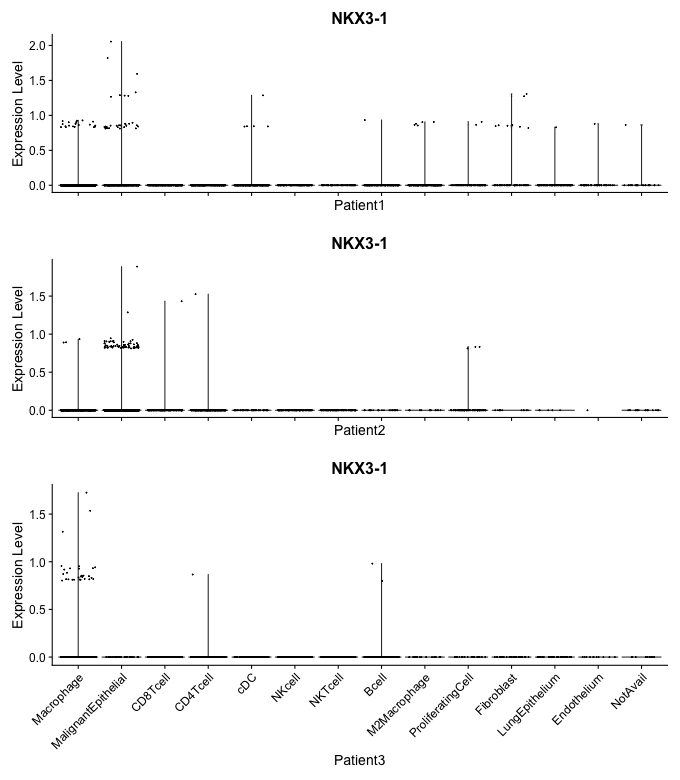 NKX3-1
Expression Level
2.0
1.5
1.0
0.5
0.0
Patient1
NKX3-1
Expression Level
1.5
1.0
0.5
0.0
Patient2
NKX3-1
Expression Level
1.5
1.0
0.5
0.0
Macrophage
MalignantEpithelial
CD8Tcell
CD4Tcell
cDC
NKcell
NKTcell
Bcell
M2Macrophage
ProliferatingCell
Fibroblast
LungEpithelium
Endothelium
NotAvail
Patient3